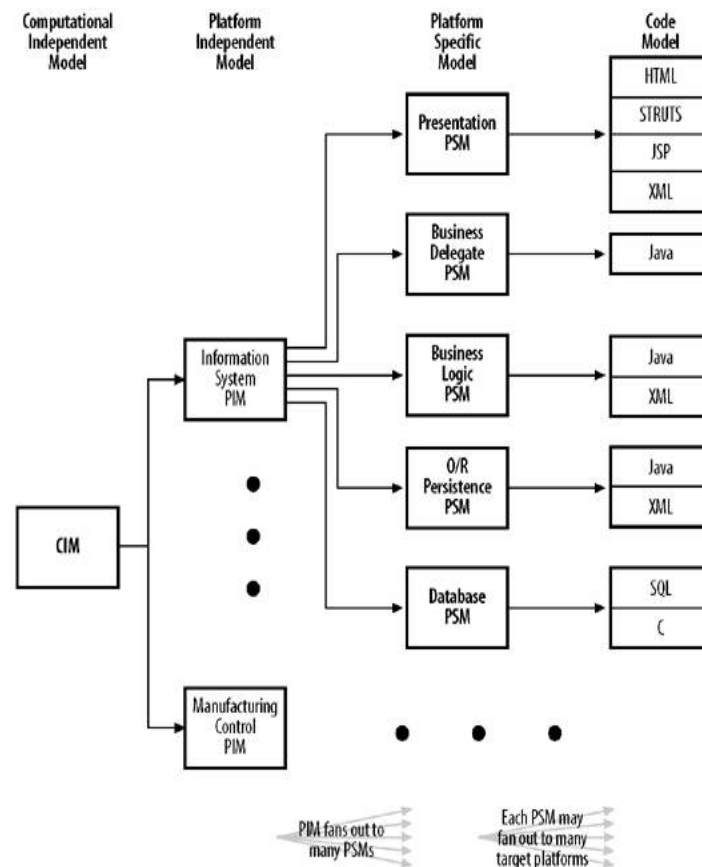 Computational
Independent
Model
Platform
Independent
Model
Platform
Specific
Model
Code
Model
Presentation
PSM
HTML
STRUTS
JSP
XML
Business
Delegate
PSM
Java
Information
System
PIM
Business
Logic
PSM
Java
XML
O/R
Persistence
PSM
Java
XML
CIM
Database
PSM
SQL
C
Manufacturing
Control
PIM
PIM fans out to
many PSMs
Each PSM may
fan out to many
target platforms